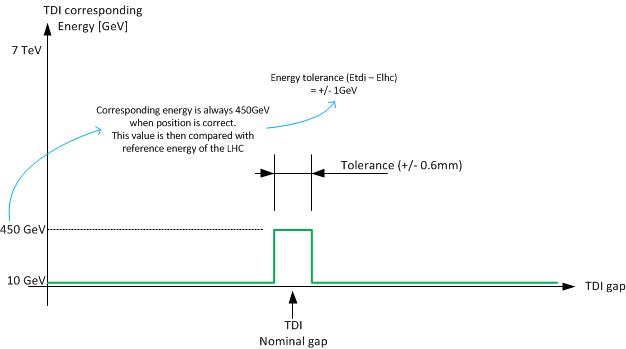 TDI corresponding
Energy [GeV]
7 TeV
Energy tolerance (Etdi – Elhc)
= +/- 1GeV
Corresponding energy is always 450GeV
when position is correct.
This value is then compared with
reference energy of the LHC
Tolerance (+/- 0.6mm)
450 GeV
10 GeV
TDI gap
TDI
Nominal gap